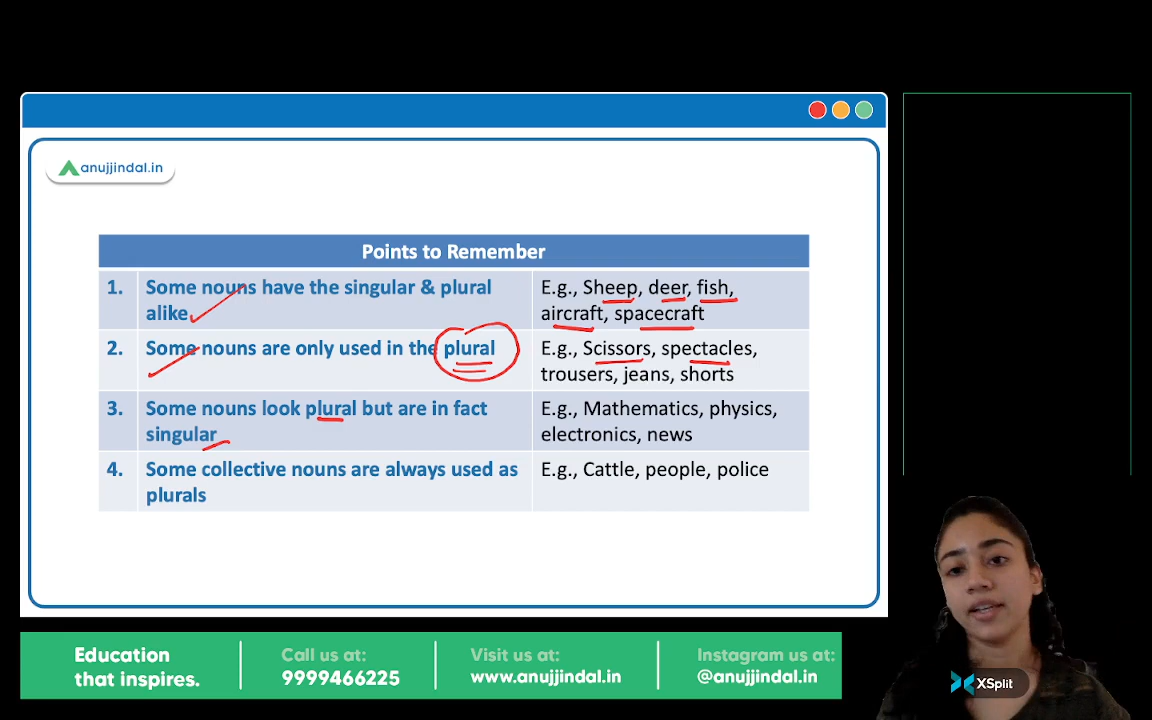 anujjindal.in
Points to Remember
1. Some nouns have the singular & plural alike E.g., Sheep, deer, fish, aircraft, spacecraft
2. Some nouns are only used in the plural E.g., Scissors, spectacles, trousers, jeans, shorts
3. Some nouns look plural but are in fact singular E.g., Mathematics, physics, electronics, news
4. Some collective nouns are always used as plurals E.g., Cattle, people, police
Education
that inspires.
Call us at:
9999466225
Visit us at:
www.anujjindal.in
Instagram us at:
@anujjindal.in
XSplit